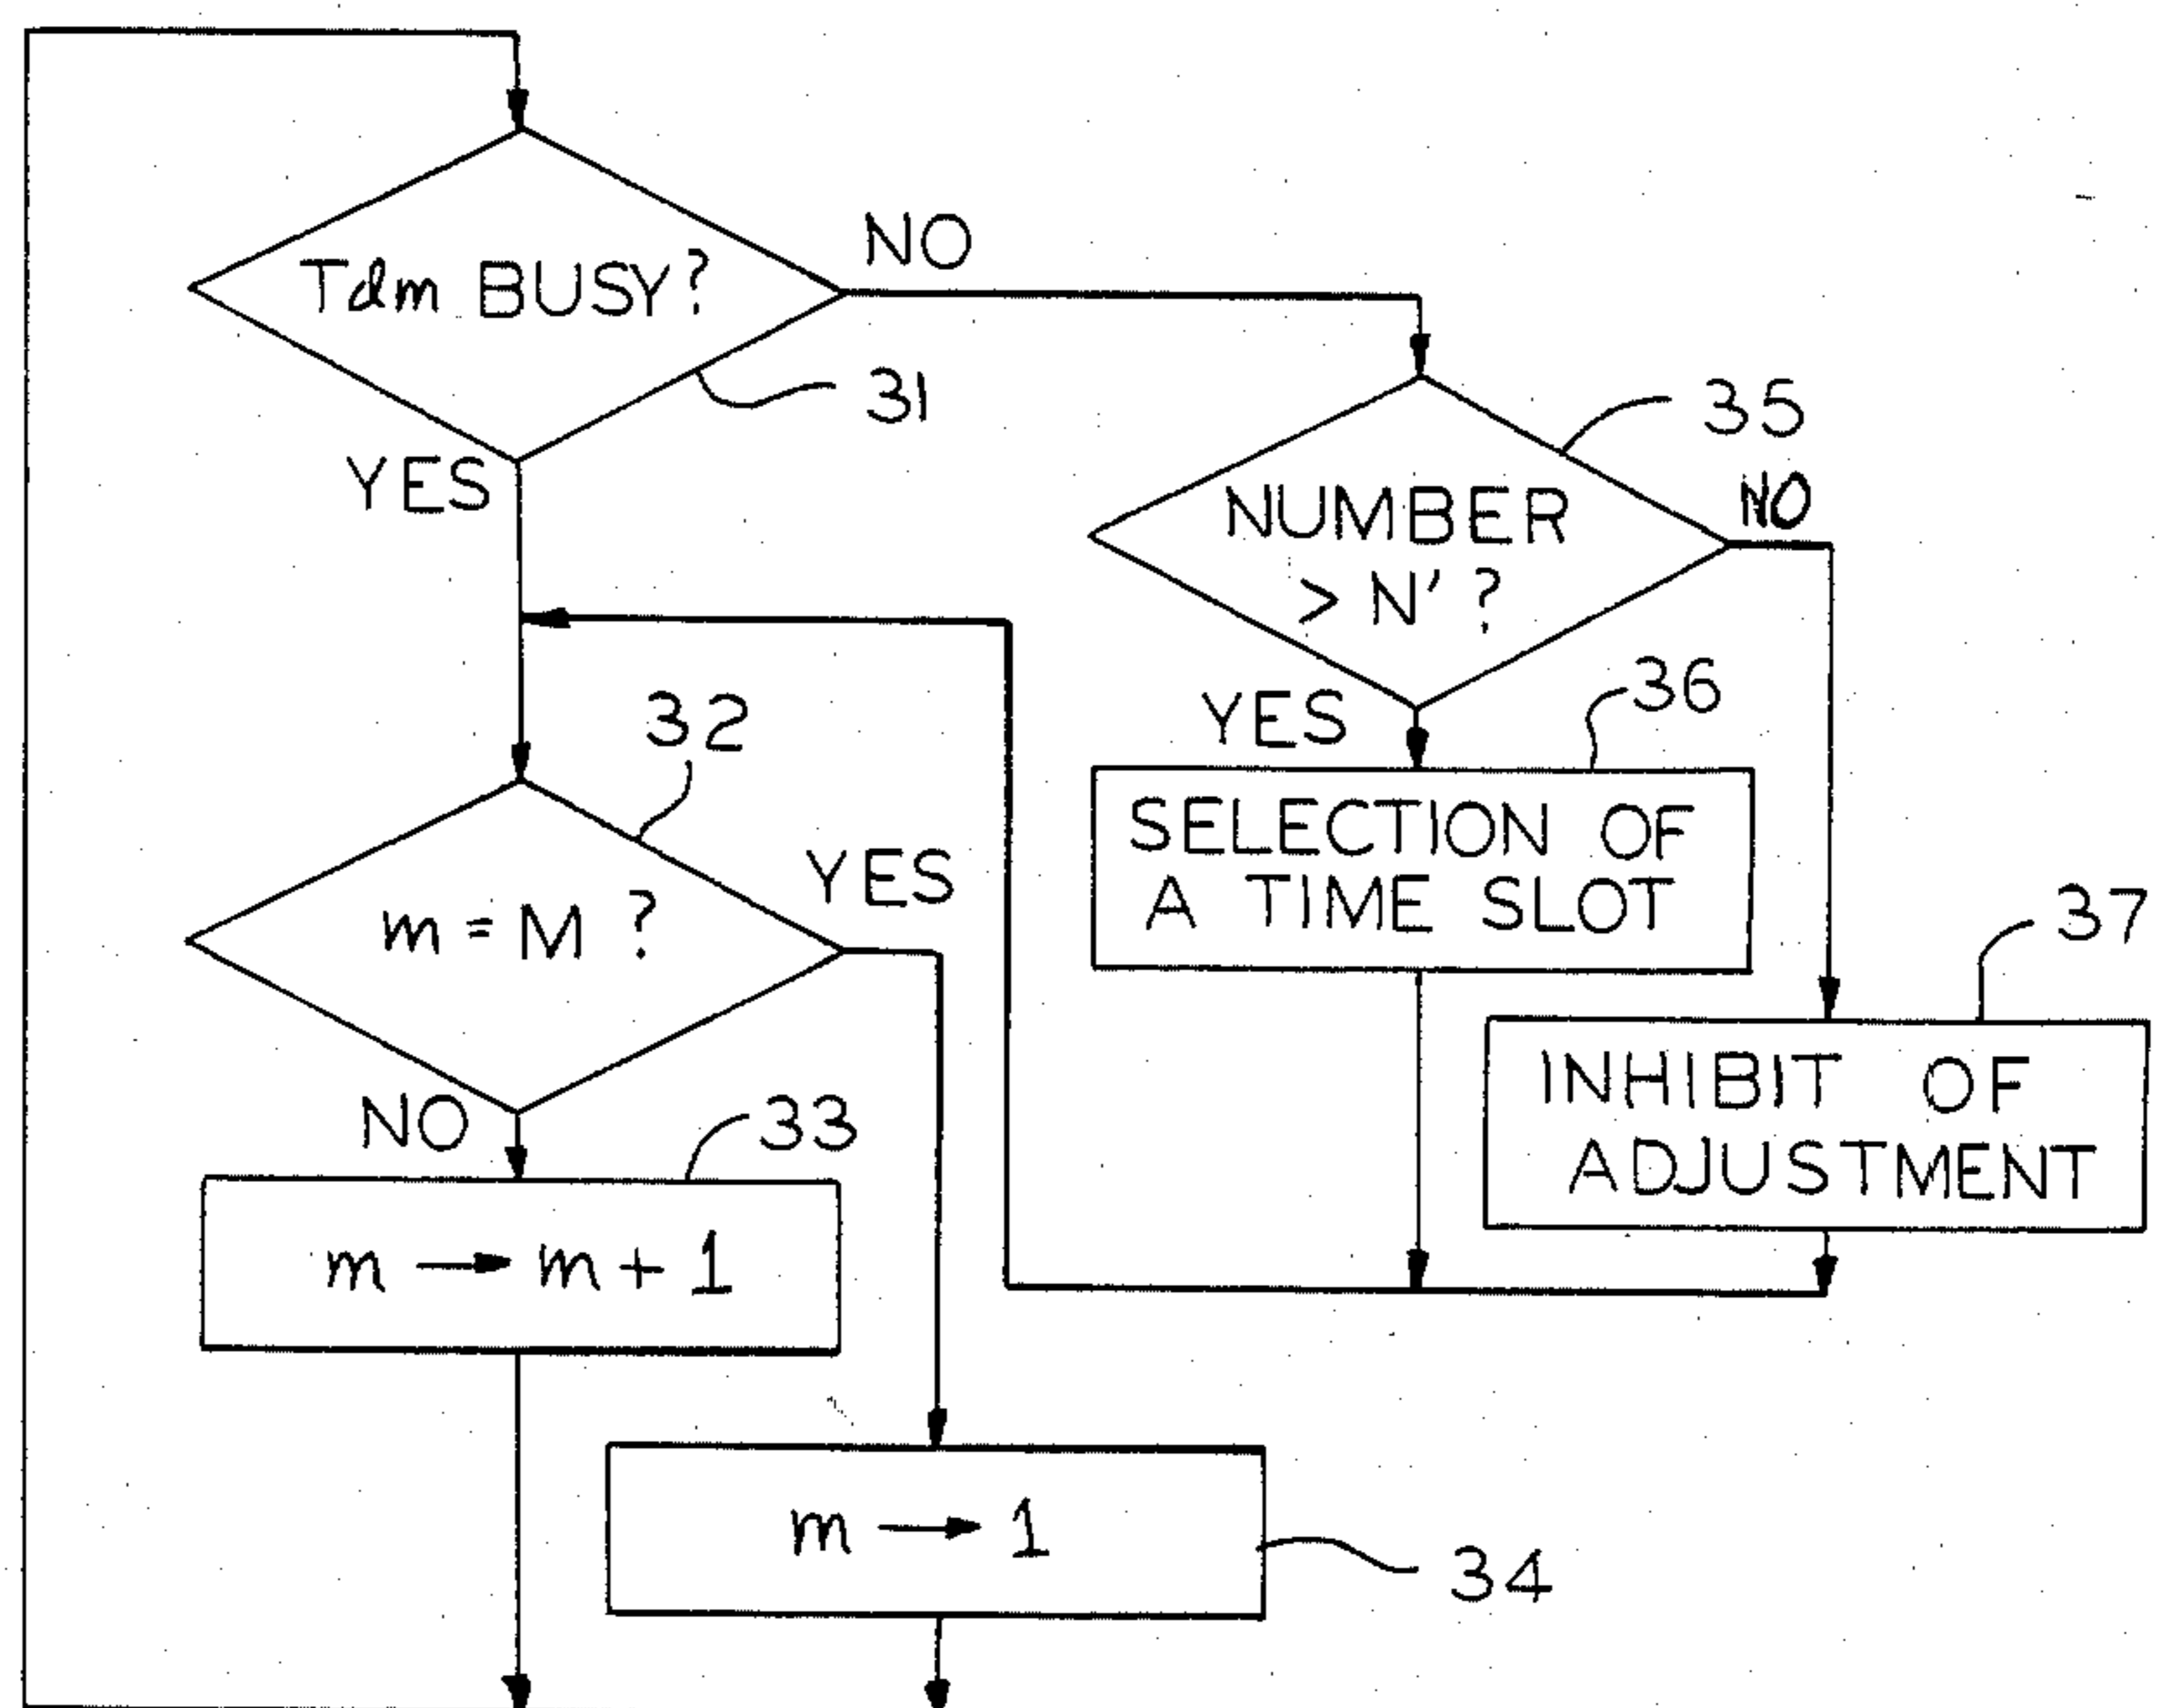 Tdm BUSY?
NO
31
YES
35
NUMBER
> N' ?
NO
YES
36
SELECTION OF
A TIME SLOT
32
m = M ?
YES
37
INHIBIT OF
ADJUSTMENT
NO
33
m → m + 1
m → 1
34